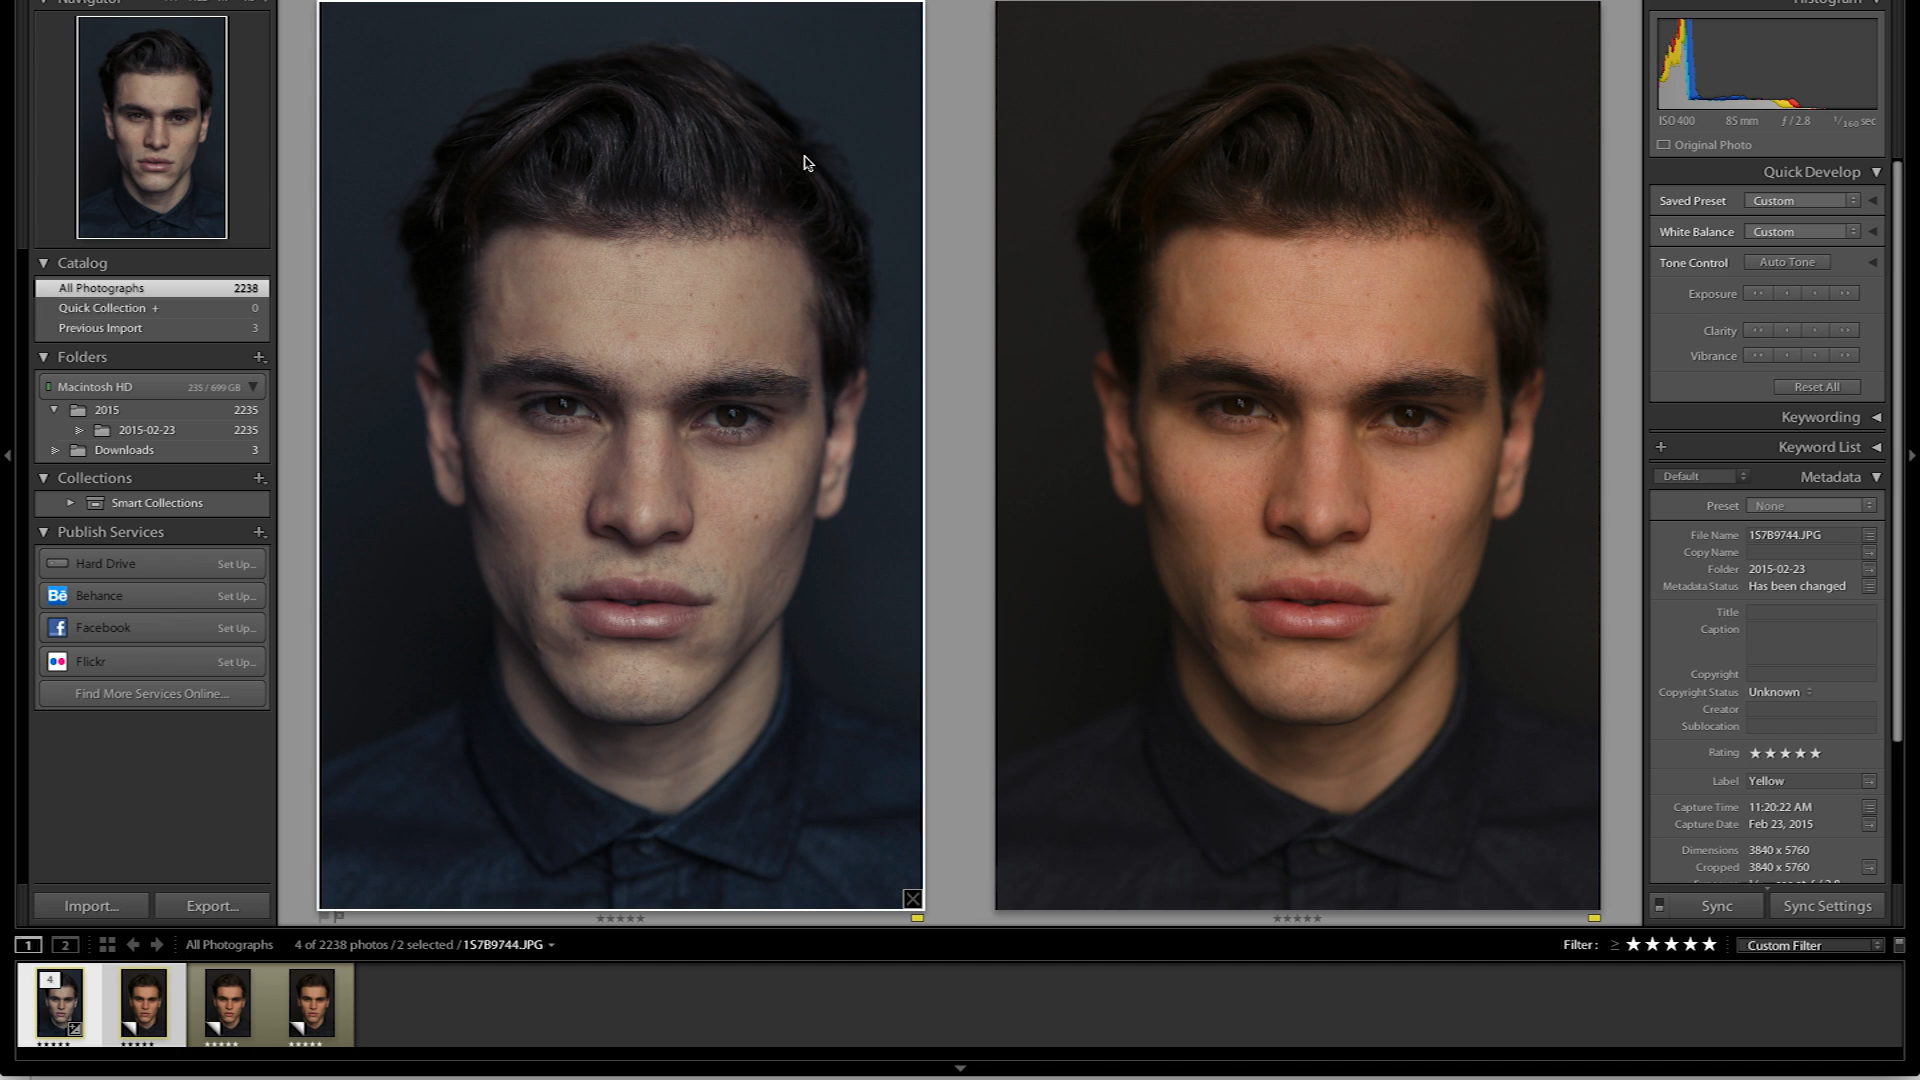 Navigator
Catalog
All Photographs 2238
Quick Collection + 0
Previous Import 3
Folders
Macintosh HD 235 / 699 GB
2015 2235
2015-02-23 2235
Downloads 3
Collections
Smart Collections
Publish Services
Hard Drive Set Up...
Bē Behance Set Up...
f Facebook Set Up...
Flickr Set Up...
Find More Services Online...
Import... Export...
Histogram
ISO 400 85 mm ƒ / 2.8 1/160 sec
Original Photo
Quick Develop
Saved Preset Custom
White Balance Custom
Tone Control Auto Tone
Exposure
Clarity
Vibrance
Reset All
Keywording
Keyword List
Default Metadata
Preset None
File Name 1S7B9744.JPG
Copy Name
Folder 2015-02-23
Metadata Status Has been changed
Title
Caption
Copyright
Copyright Status Unknown
Creator
Sublocation
Rating ★★★★★
Label Yellow
Capture Time 11:20:22 AM
Capture Date Feb 23, 2015
Dimensions 3840 x 5760
Cropped 3840 x 5760
Sync Sync Settings
1 2 All Photographs 4 of 2238 photos / 2 selected / 1S7B9744.JPG
Filter : ≥ ★★★★★ Custom Filter
4